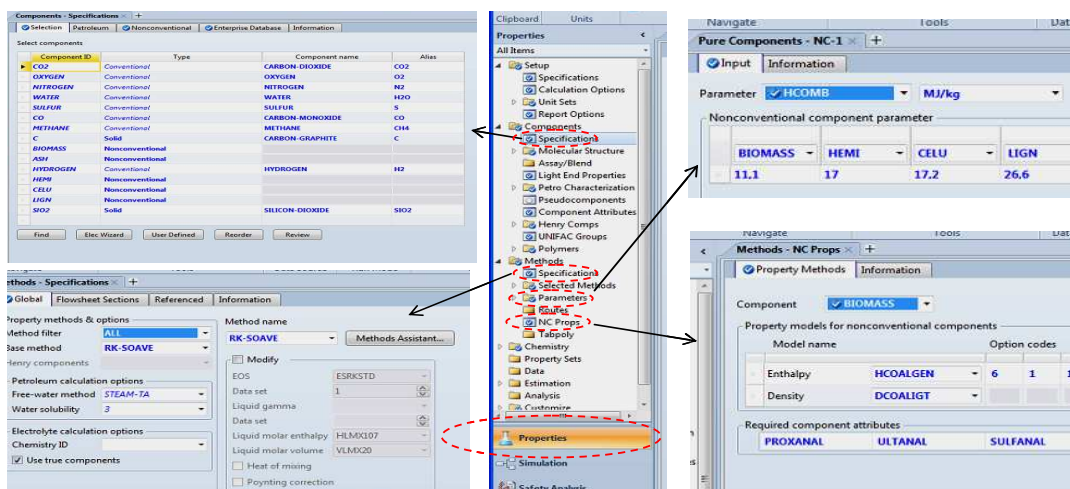 Components - Specifications × +
Selection Petroleum Nonconventional Enterprise Database Information
Select components
Component ID Type Component name Alias
CO2 Conventional CARBON-DIOXIDE CO2
OXYGEN Conventional OXYGEN O2
NITROGEN Conventional NITROGEN N2
WATER Conventional WATER H2O
SULFUR Conventional SULFUR S
CO Conventional CARBON-MONOXIDE CO
METHANE Conventional METHANE CH4
C Solid CARBON-GRAPHITE C
BIOMASS Nonconventional
ASH Nonconventional
HYDROGEN Conventional HYDROGEN H2
HEMI Nonconventional
CELU Nonconventional
LIGN Nonconventional
SIO2 Solid SILICON-DIOXIDE SIO2
Find Elec Wizard User Defined Reorder Review
ethods - Specifications × +
Global Flowsheet Sections Referenced Information
Property methods & options
Method filter ALL
Base method RK-SOAVE
Henry components
Petroleum calculation options
Free-water method STEAM-TA
Water solubility 3
Electrolyte calculation options
Chemistry ID
Use true components
Method name
RK-SOAVE Methods Assistant...
Modify
EOS ESRKSTD
Data set 1
Liquid gamma
Data set
Liquid molar enthalpy HLMX107
Liquid molar volume VLMX20
Heat of mixing
Poynting correction
Clipboard Units
Properties <
All Items
Setup
Specifications
Calculation Options
Unit Sets
Report Options
Components
Specifications
Molecular Structure
Assay/Blend
Light End Properties
Petro Characterization
Pseudocomponents
Component Attributes
Henry Comps
UNIFAC Groups
Polymers
Methods
Specifications
Selected Methods
Parameters
Routes
NC Props
Tabpoly
Chemistry
Property Sets
Data
Estimation
Analysis
Customize
Properties
Simulation
Safety Analysis
Navigate Tools Dat
Pure Components - NC-1 × +
Input Information
Parameter HCOMB MJ/kg
Nonconventional component parameter
BIOMASS HEMI CELU LIGN
11.1 17 17.2 26.6
Navigate Tools Dat
< Methods - NC Props × +
Property Methods Information
Component BIOMASS
Property models for nonconventional components
Model name Option codes
Enthalpy HCOALGEN 6 1 1
Density DCOALIGT
Required component attributes
PROXANAL ULTANAL SULFANAL